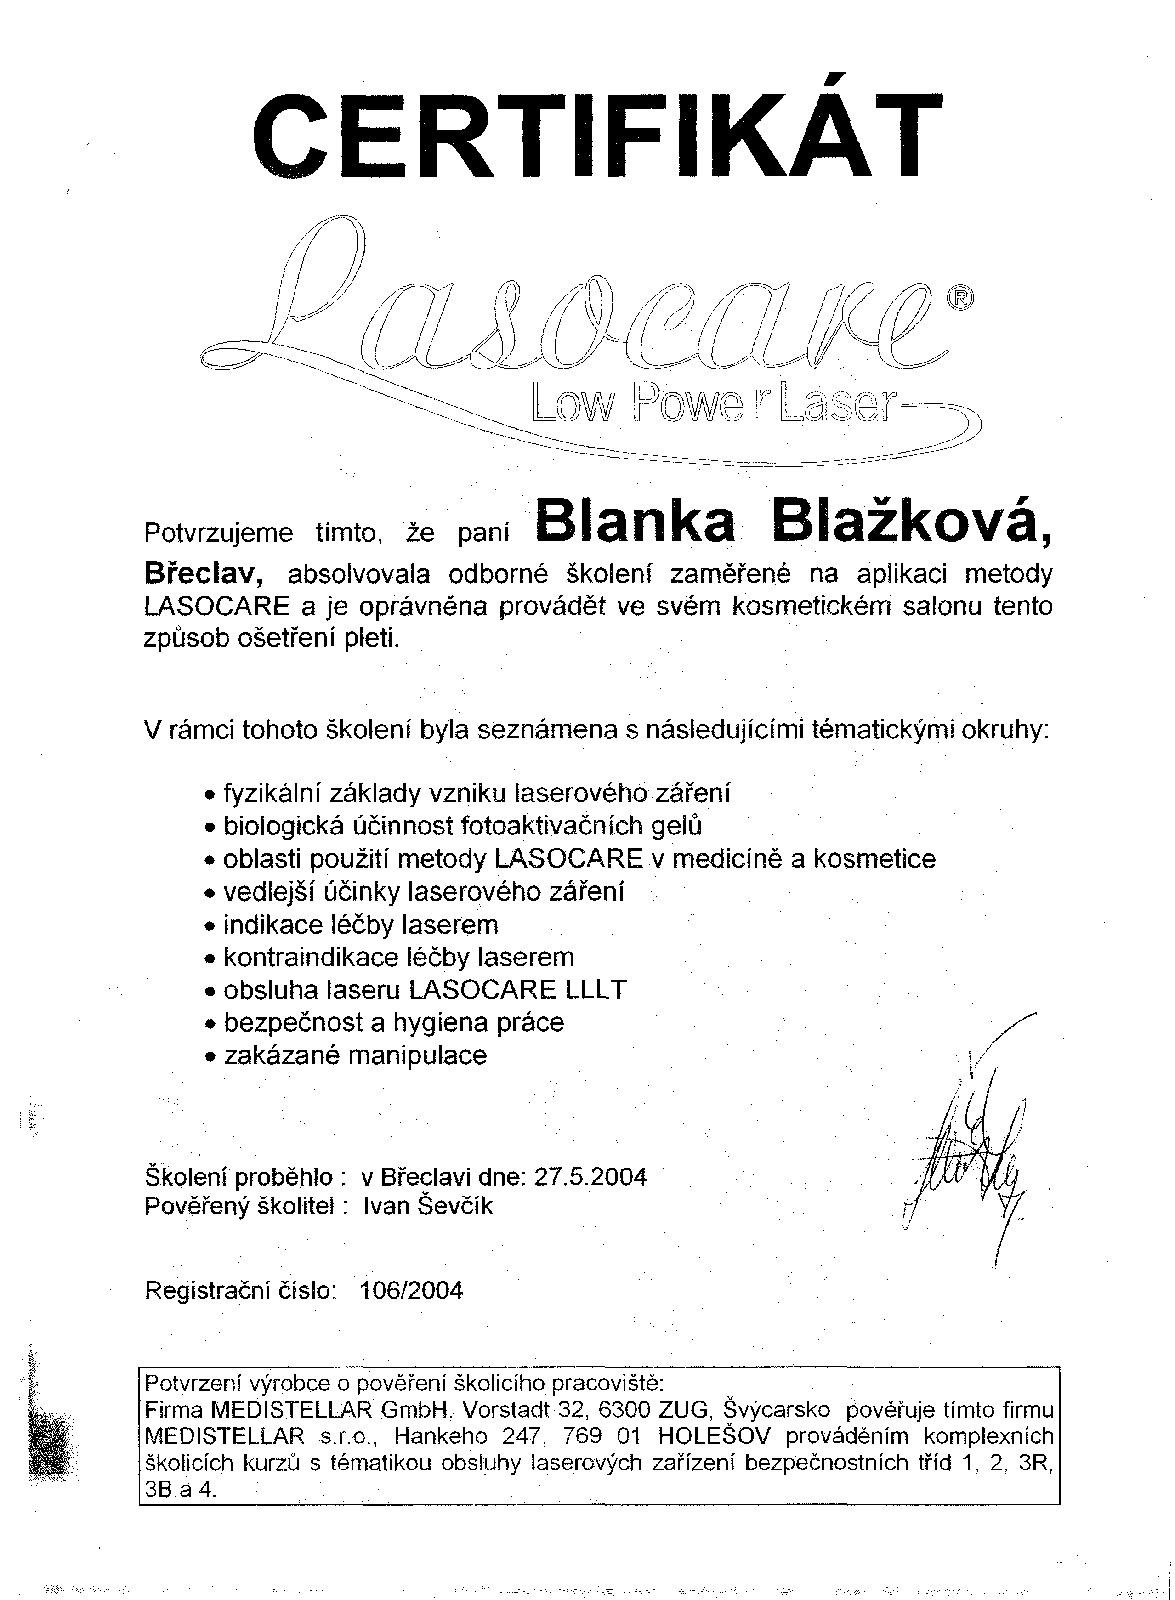 CERTIFIKÁT
Lasocare®
Low Power Laser
Potvrzujeme tímto, že paní Blanka Blažková,
Břeclav, absolvovala odborné školení zaměřené na aplikaci metody
LASOCARE a je oprávněna provádět ve svém kosmetickém salonu tento
způsob ošetření pleti.
V rámci tohoto školení byla seznámena s následujícími tématickými okruhy:
• fyzikální základy vzniku laserového záření
• biologická účinnost fotoaktivačních gelů
• oblasti použití metody LASOCARE v medicíně a kosmetice
• vedlejší účinky laserového záření
• indikace léčby laserem
• kontraindikace léčby laserem
• obsluha laseru LASOCARE LLLT
• bezpečnost a hygiena práce
• zakázané manipulace
Školení proběhlo : v Břeclavi dne: 27.5.2004
Pověřený školitel : Ivan Ševčík
Registrační číslo: 106/2004
Potvrzení výrobce o pověření školicího pracoviště:
Firma MEDISTELLAR GmbH. Vorstadt 32, 6300 ZUG, Švýcarsko pověřuje tímto firmu
MEDISTELLAR s.r.o., Hankeho 247, 769 01 HOLEŠOV prováděním komplexních
školicích kurzů s tématikou obsluhy laserových zařízení bezpečnostních tříd 1, 2, 3R,
3B a 4.